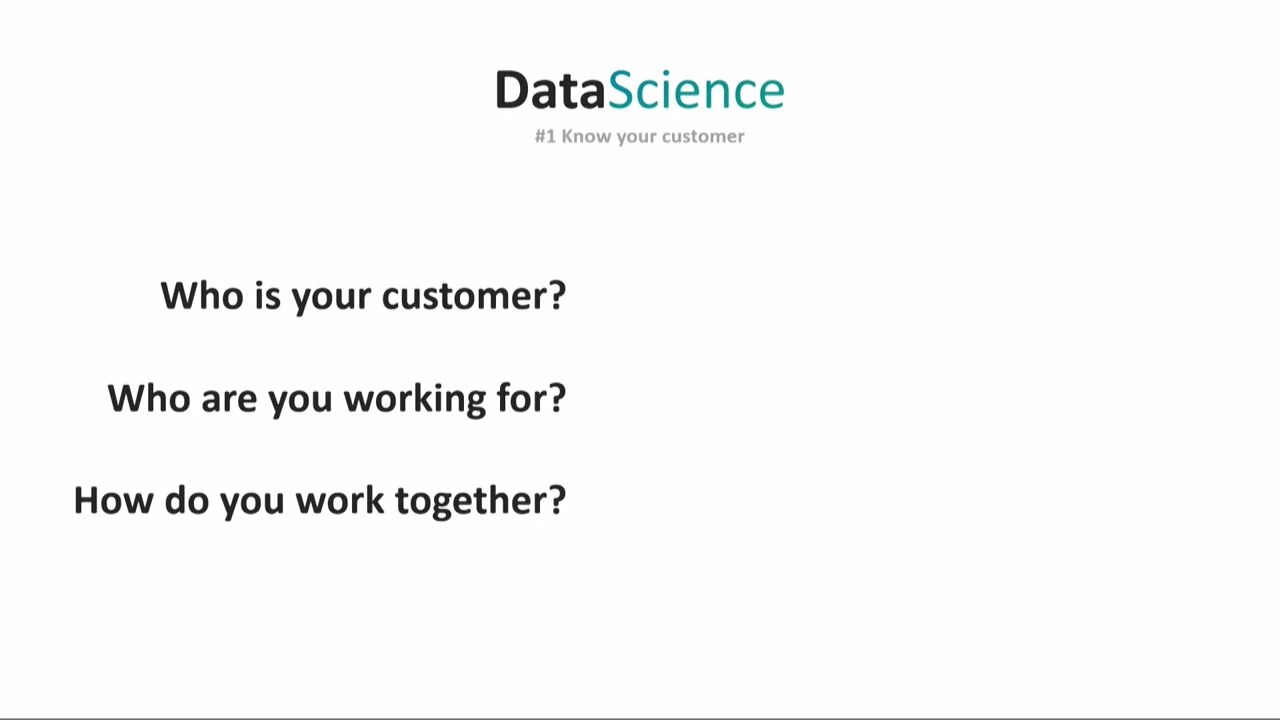 DataScience
#1 Know your customer
Who is your customer?
Who are you working for?
How do you work together?